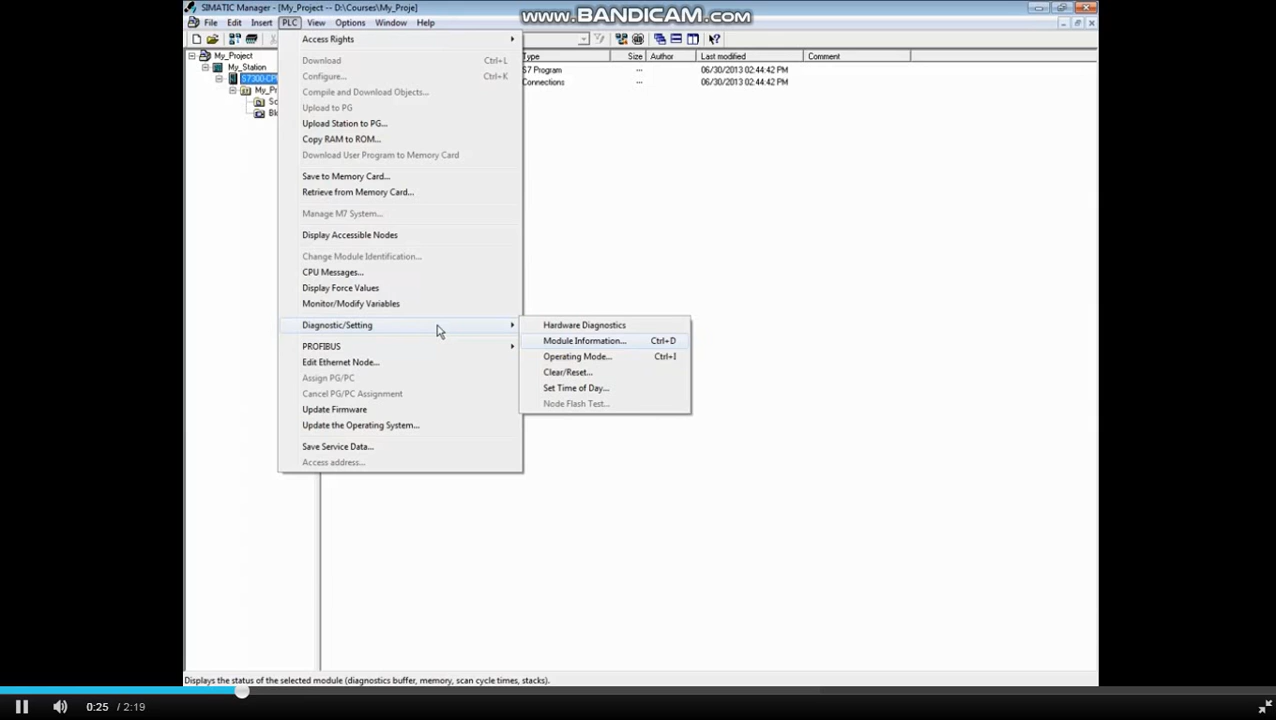 SIMATIC Manager - [My_Project -- D:\Courses\My_Proje]
www.BANDICAM.com
File Edit Insert PLC View Options Window Help
My_Project
My_Station
S7300-CP
My_Pr
So
Bl
Access Rights
Download Ctrl+L
Configure... Ctrl+K
Compile and Download Objects...
Upload to PG
Upload Station to PG...
Copy RAM to ROM...
Download User Program to Memory Card
Save to Memory Card...
Retrieve from Memory Card...
Manage M7 System...
Display Accessible Nodes
Change Module Identification...
CPU Messages...
Display Force Values
Monitor/Modify Variables
Diagnostic/Setting
PROFIBUS
Edit Ethernet Node...
Assign PG/PC
Cancel PG/PC Assignment
Update Firmware
Update the Operating System...
Save Service Data...
Access address...
Hardware Diagnostics
Module Information... Ctrl+D
Operating Mode... Ctrl+I
Clear/Reset...
Set Time of Day...
Node Flash Test...
Type Size Author Last modified Comment
S7 Program ... 06/30/2013 02:44:42 PM
Connections ... 06/30/2013 02:44:42 PM
Displays the status of the selected module (diagnostics buffer, memory, scan cycle times, stacks).
0:25 / 2:19